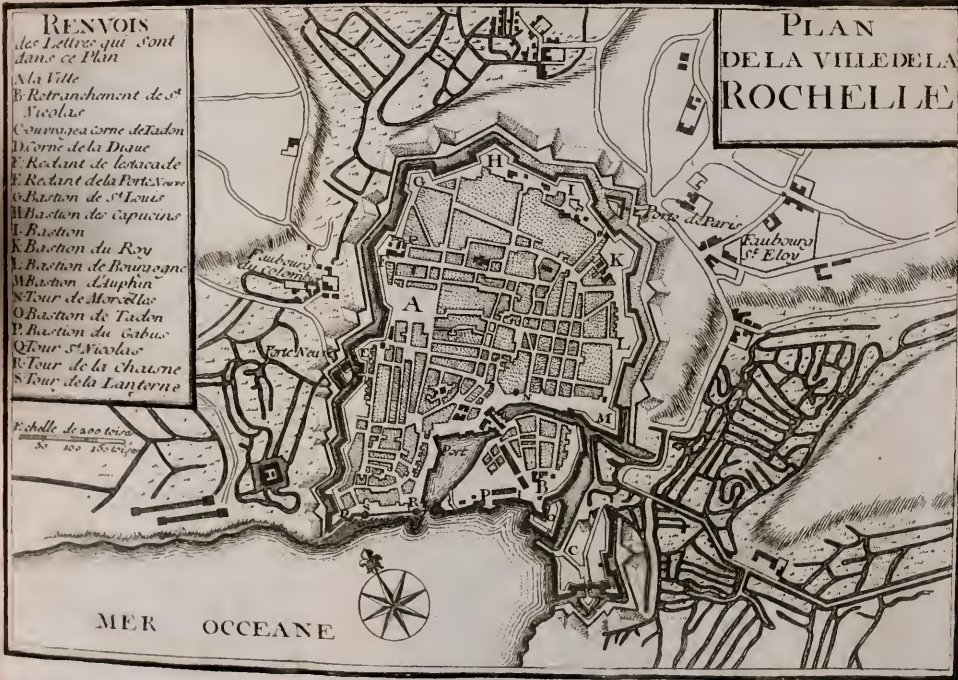 RENVOIS
des Lettres qui Sont
dans ce Plan
A. la Ville
B. Retranchement de St.
Nicolas
C. ouvrage a corne de Tadon
D. Corne de la Digue
E. Redant de lestacade
E. Redant de la Porte Neuve
G. Bastion de St. Louis
H. Bastion des capucins
I. Bastion
K. Bastion du Roy
L. Bastion de Bourgogne
M. Bastion dauphin
N. Tour de
O. Bastion de Tadon
P. Bastion du Gabus
Q. Tour St. Nicolas
R. Tour de la Chaisne
S. Tour de la Lanterne
Echelle de 200 toises
50 100 150 toises
PLAN
DE LA VILLE DE LA
ROCHELLE
H
G
I
Porte de Paris
Faubourg
St. Eloy
K
Faubourg
du Colombi
A
L
Porte Neuve
N
M
Port
P
B
S
R
C
MER OCCEANE